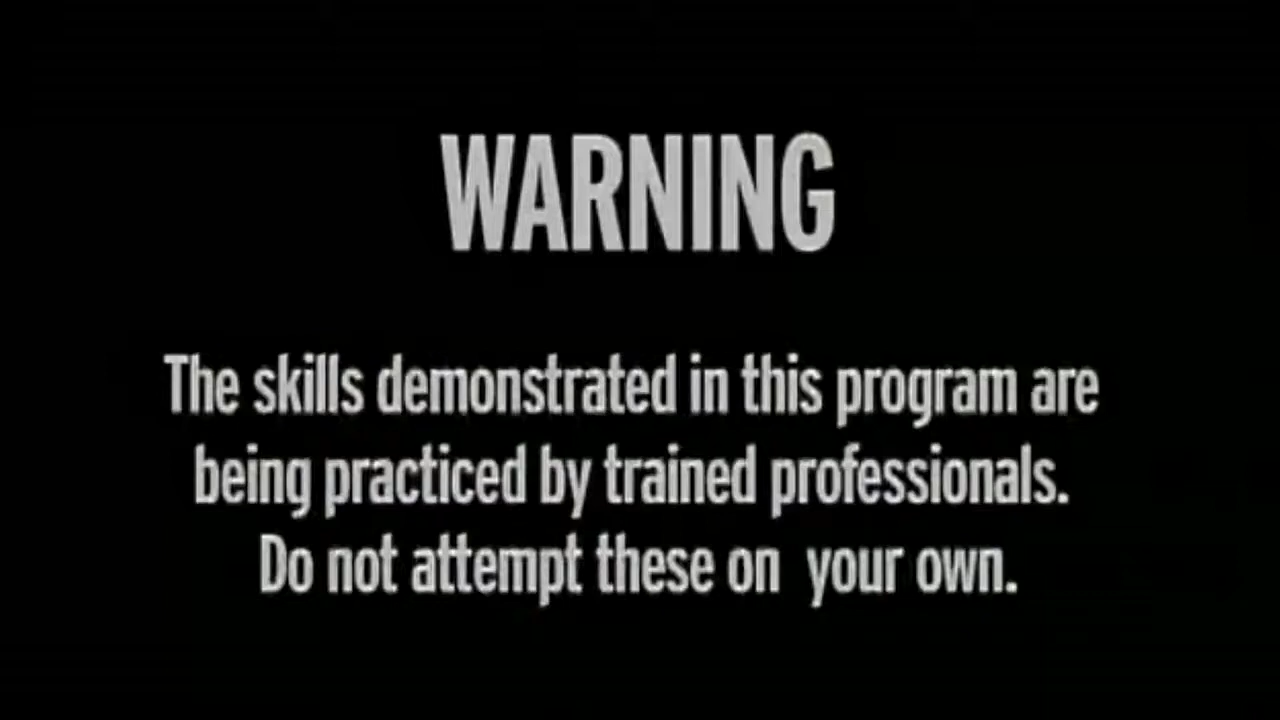 WARNING
The skills demonstrated in this program are
being practiced by trained professionals.
Do not attempt these on  your own.